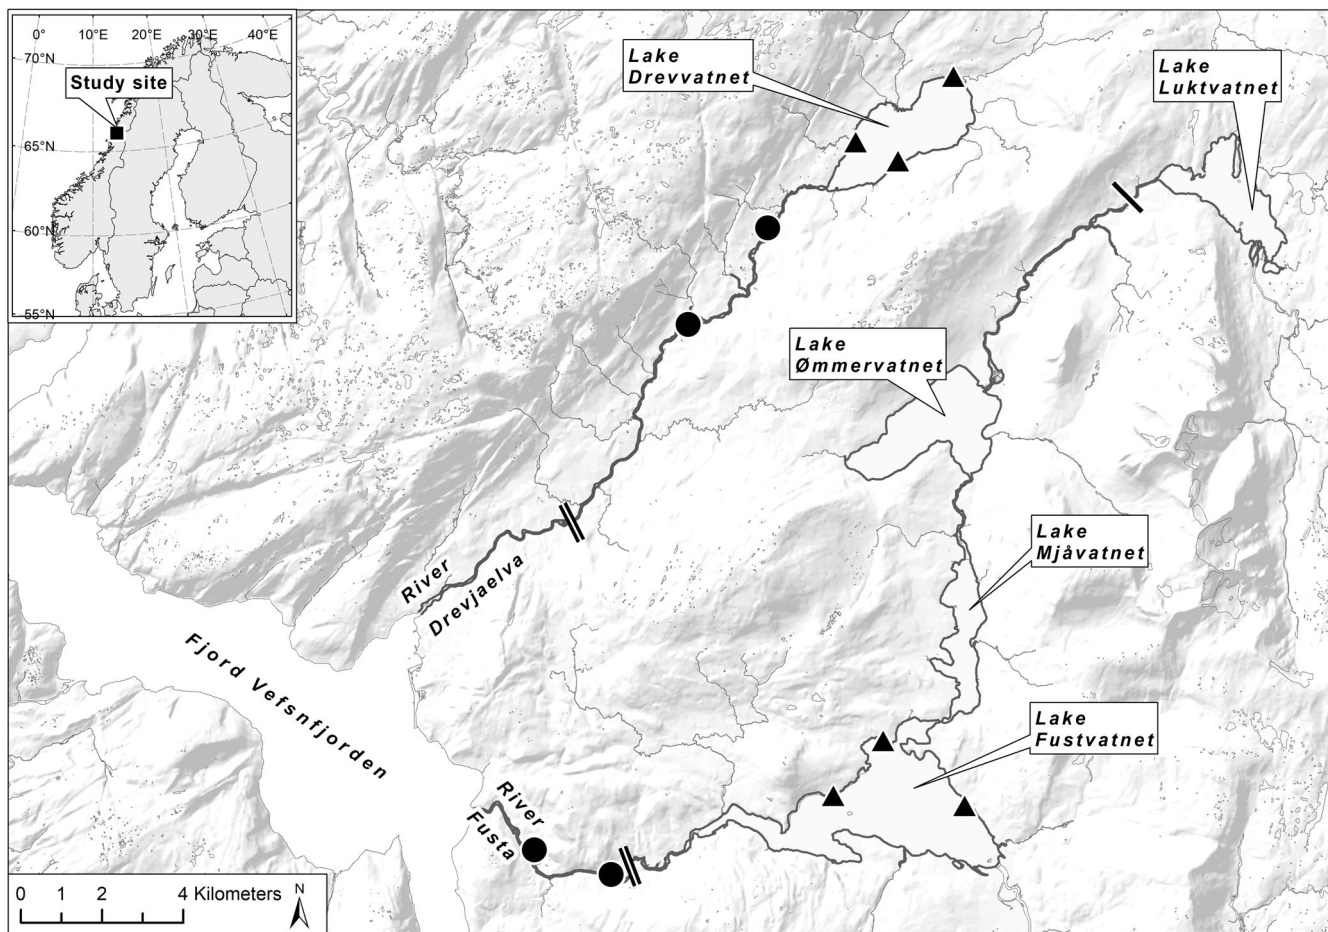 0°
10°E
20°E
30°E
40°E
70°N
65°N
60°N
55°N
Study site
Lake
Drevvatnet
Lake
Luktvatnet
Lake
Ømmervatnet
Lake
Mjåvatnet
Lake
Fustvatnet
River
Drevjaelva
Fjord Vefsnfjorden
River
Fusta
0 1 2 4 Kilometers
N